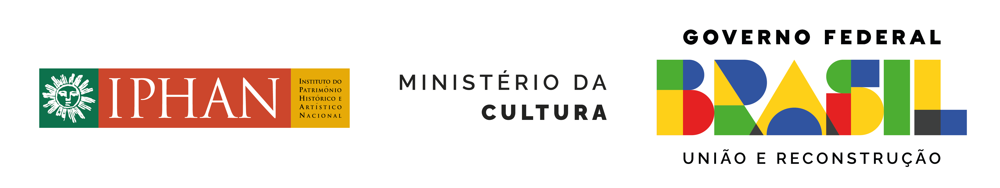 IPHAN
INSTITUTO DO
PATRIMÔNIO
HISTÓRICO E
ARTÍSTICO
NACIONAL
MINISTÉRIO DA
CULTURA
GOVERNO FEDERAL
BRASIL
UNIÃO E RECONSTRUÇÃO